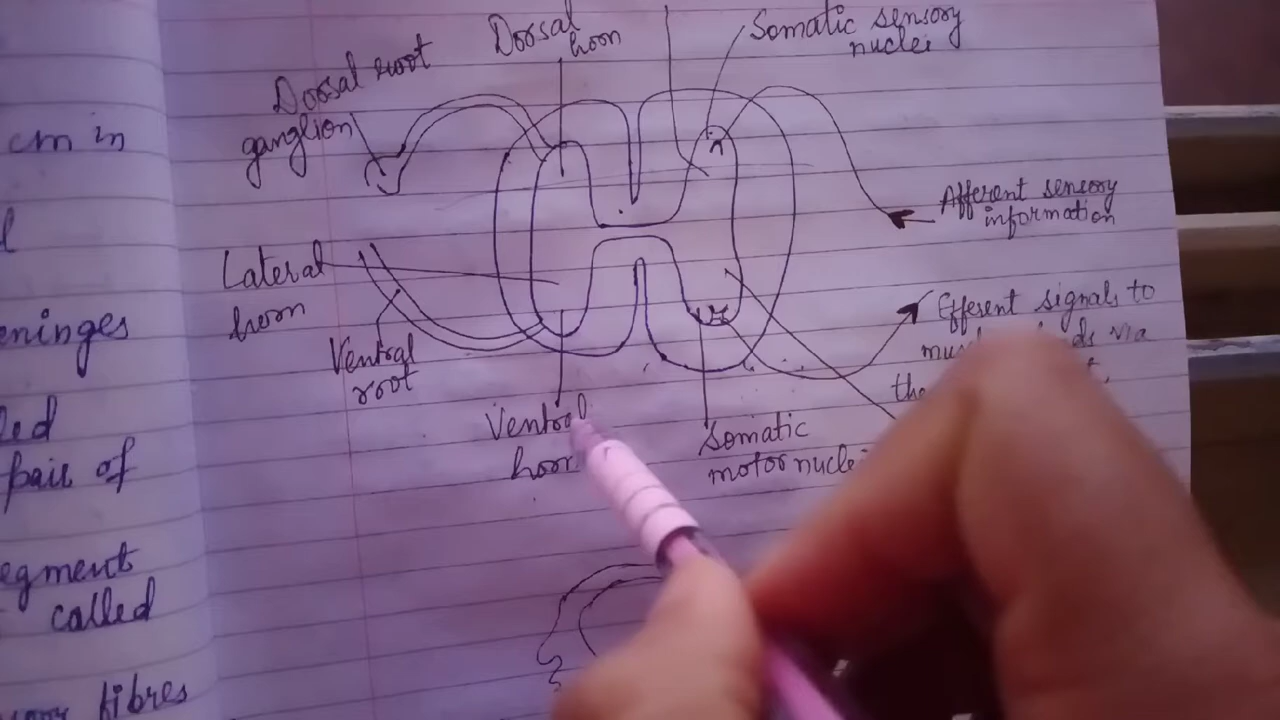 cm in
l
eninges
led
pair of
egment
called
fibres
Dorsal root
ganglion
Dorsal
horn
Somatic sensory
nuclei
Afferent sensory
information
Lateral
horn
Ventral
root
Efferent signals to
via
Ventral
horn
Somatic
motor nuclei